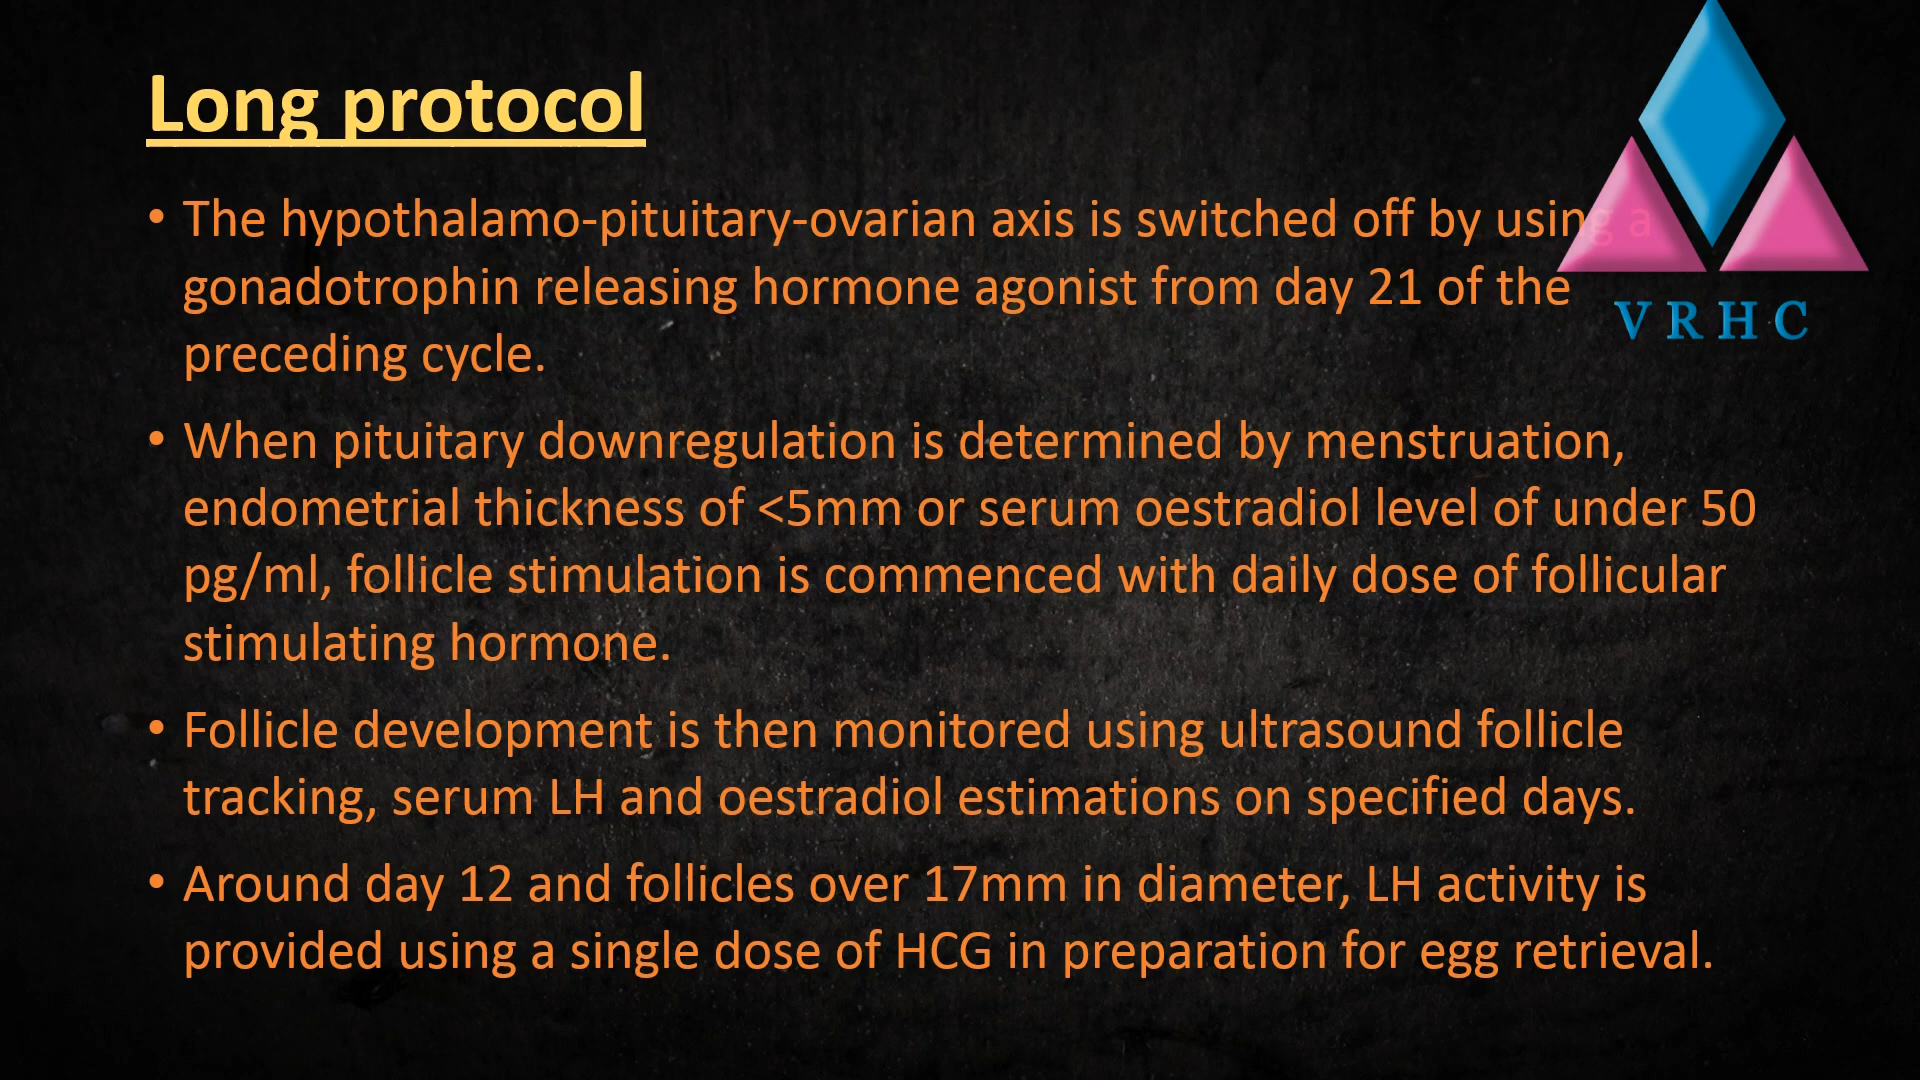 Long protocol
• The hypothalamo-pituitary-ovarian axis is switched off by using a
gonadotrophin releasing hormone agonist from day 21 of the
preceding cycle.
• When pituitary downregulation is determined by menstruation,
endometrial thickness of <5mm or serum oestradiol level of under 50
pg/ml, follicle stimulation is commenced with daily dose of follicular
stimulating hormone.
• Follicle development is then monitored using ultrasound follicle
tracking, serum LH and oestradiol estimations on specified days.
• Around day 12 and follicles over 17mm in diameter, LH activity is
provided using a single dose of HCG in preparation for egg retrieval.
VRHC